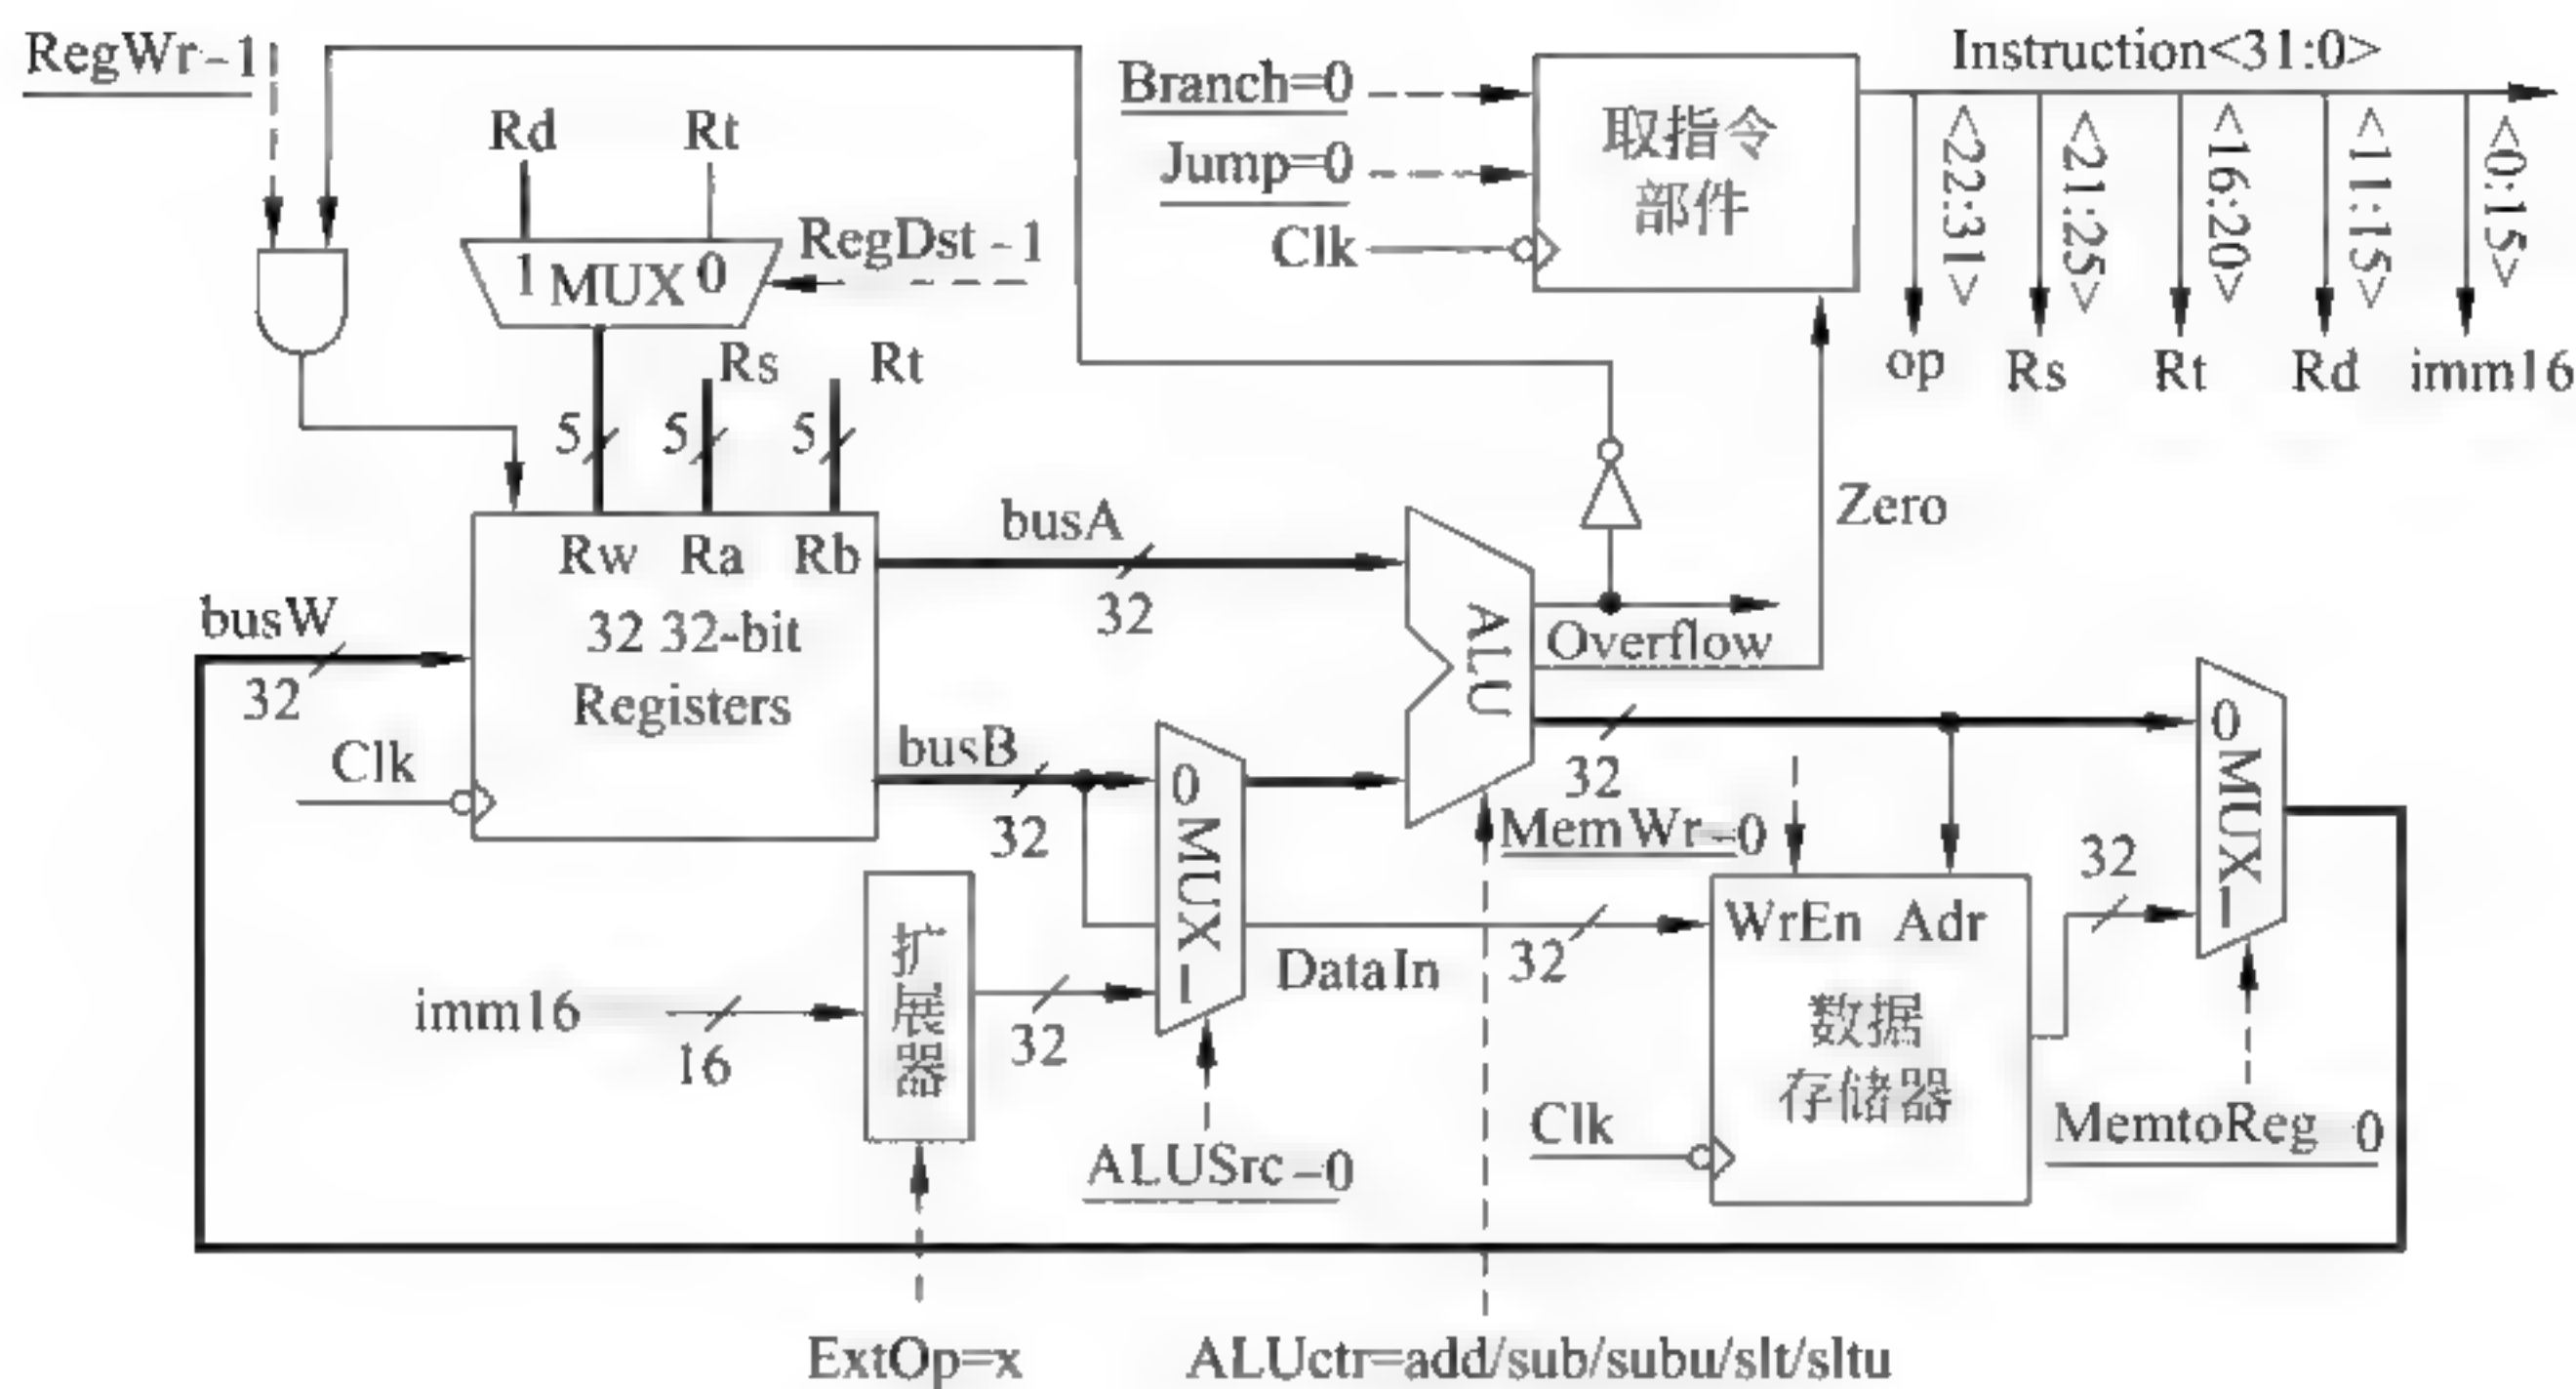 RegWr=1
Rd
Rt
1 MUX 0
RegDst=1
Branch=0
Jump=0
Clk
取指令
部件
Instruction<31:0>
<22:31>
<21:25>
<16:20>
<11:15>
<0:15>
op
Rs
Rt
Rd
imm16
Rs
Rt
5
5
5
Rw Ra Rb
32 32-bit
Registers
busW
32
Clk
busA
32
busB
32
ALU
Overflow
Zero
32
MemWr=0
0
MUX
1
0
MUX
1
32
WrEn Adr
数据
存储器
Clk
DataIn
32
imm16
16
扩展器
32
ALUSrc=0
MemtoReg 0
ExtOp=x
ALUctr=add/sub/subu/slt/sltu